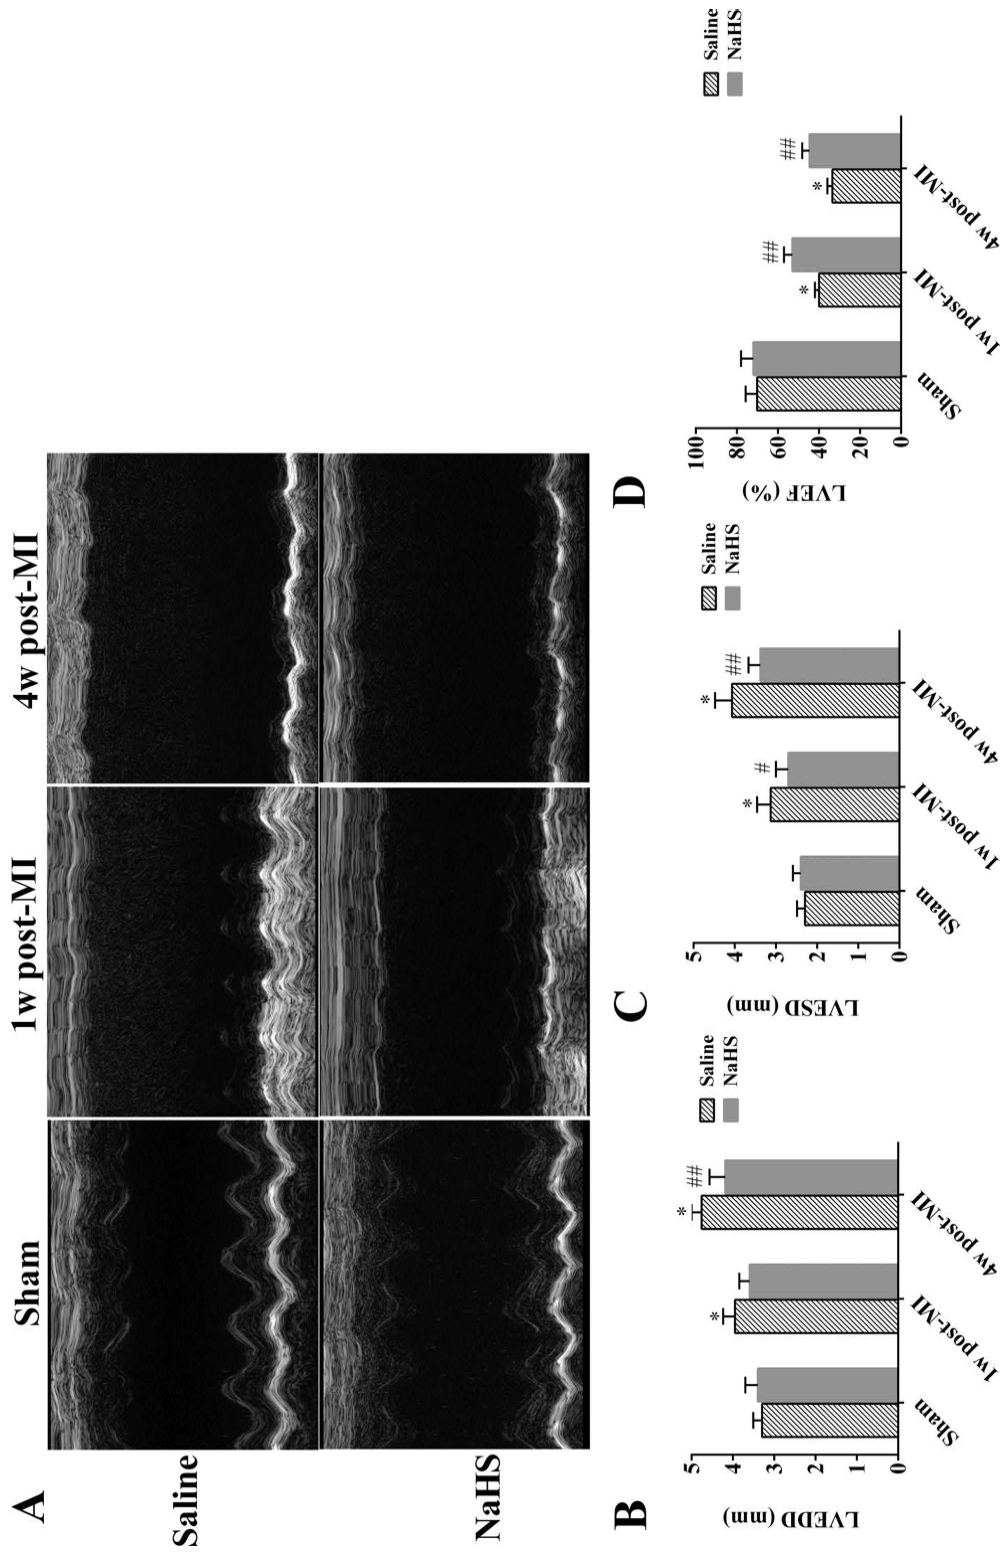 A
Sham
1w post-MI
4w post-MI
Saline
NaHS
B
LVEDD (mm)
5
4
3
2
1
0
*
*
##
Sham
1w post-MI
4w post-MI
Saline
NaHS
C
LVESD (mm)
5
4
3
2
1
0
*
#
*
##
Sham
1w post-MI
4w post-MI
Saline
NaHS
D
LVEF (%)
100
80
60
40
20
0
*
##
*
##
Sham
1w post-MI
4w post-MI
Saline
NaHS